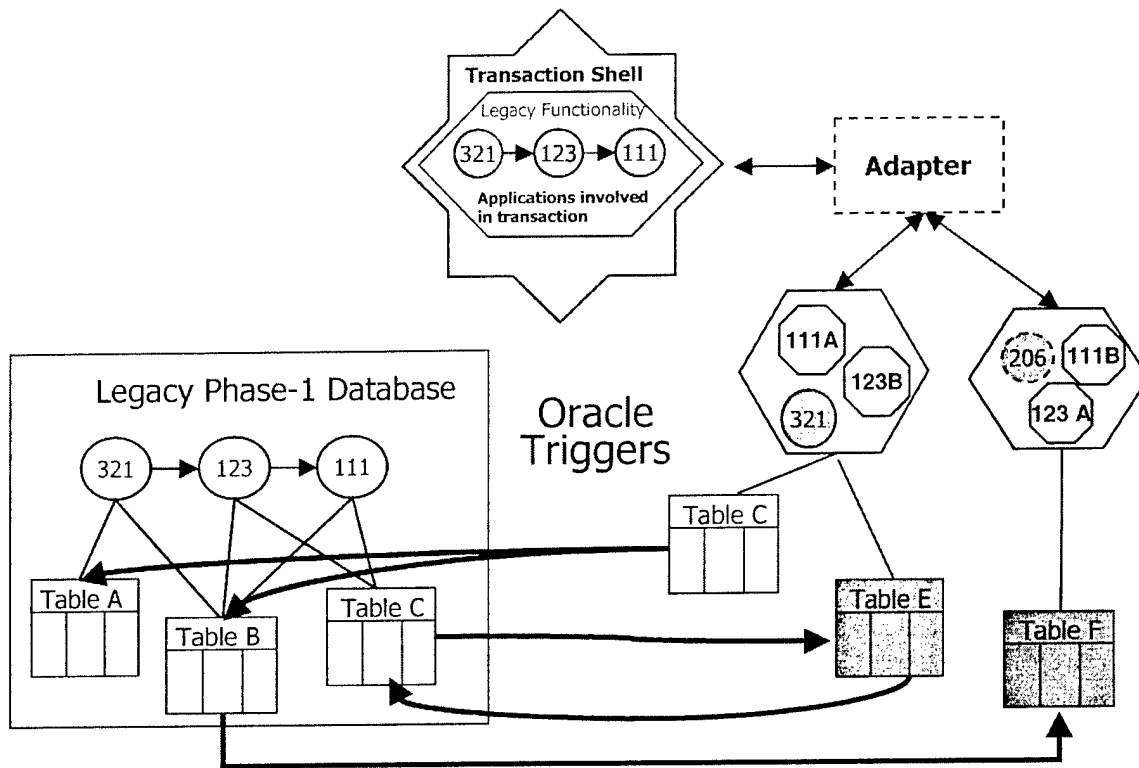 Transaction Shell
Legacy Functionality
321
123
111
Applications involved
in transaction
Adapter
111A
123B
321
206
111B
123 A
Legacy Phase-1 Database
Oracle
Triggers
321
123
111
Table C
Table A
Table B
Table C
Table E
Table F